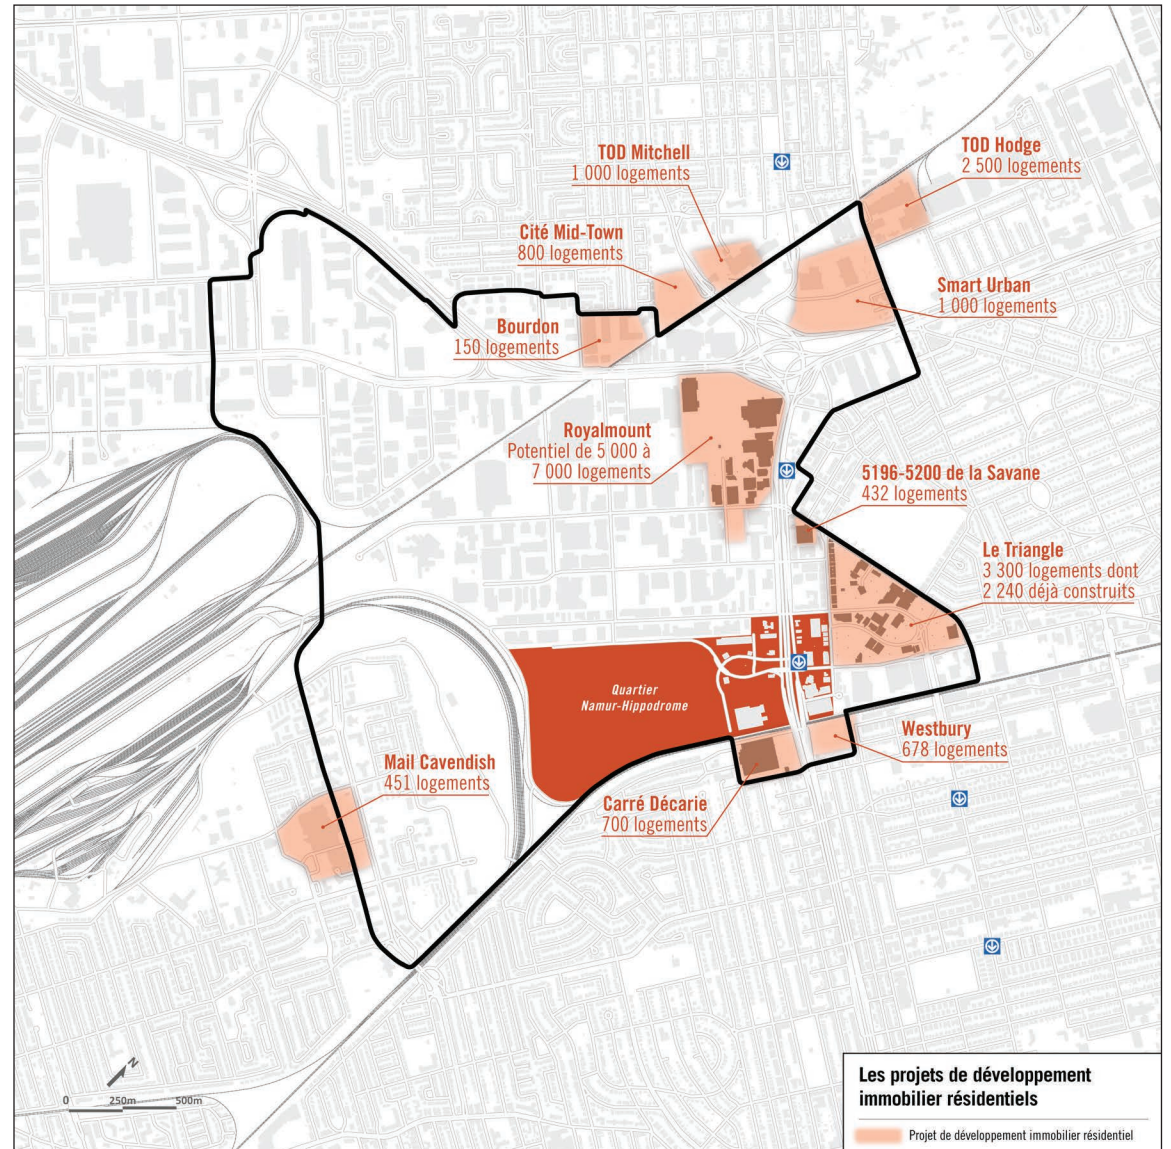 TOD Mitchell
1 000 logements
TOD Hodge
2 500 logements
Cité Mid-Town
800 logements
Smart Urban
1 000 logements
Bourdon
150 logements
Royalmount
Potentiel de 5 000 à
7 000 logements
5196-5200 de la Savane
432 logements
Le Triangle
3 300 logements dont
2 240 déjà construits
Quartier
Namur-Hippodrome
Westbury
678 logements
Mail Cavendish
451 logements
Carré Décarie
700 logements
N
0 250m 500m
Les projets de développement
immobilier résidentiels
Projet de développement immobilier résidentiel